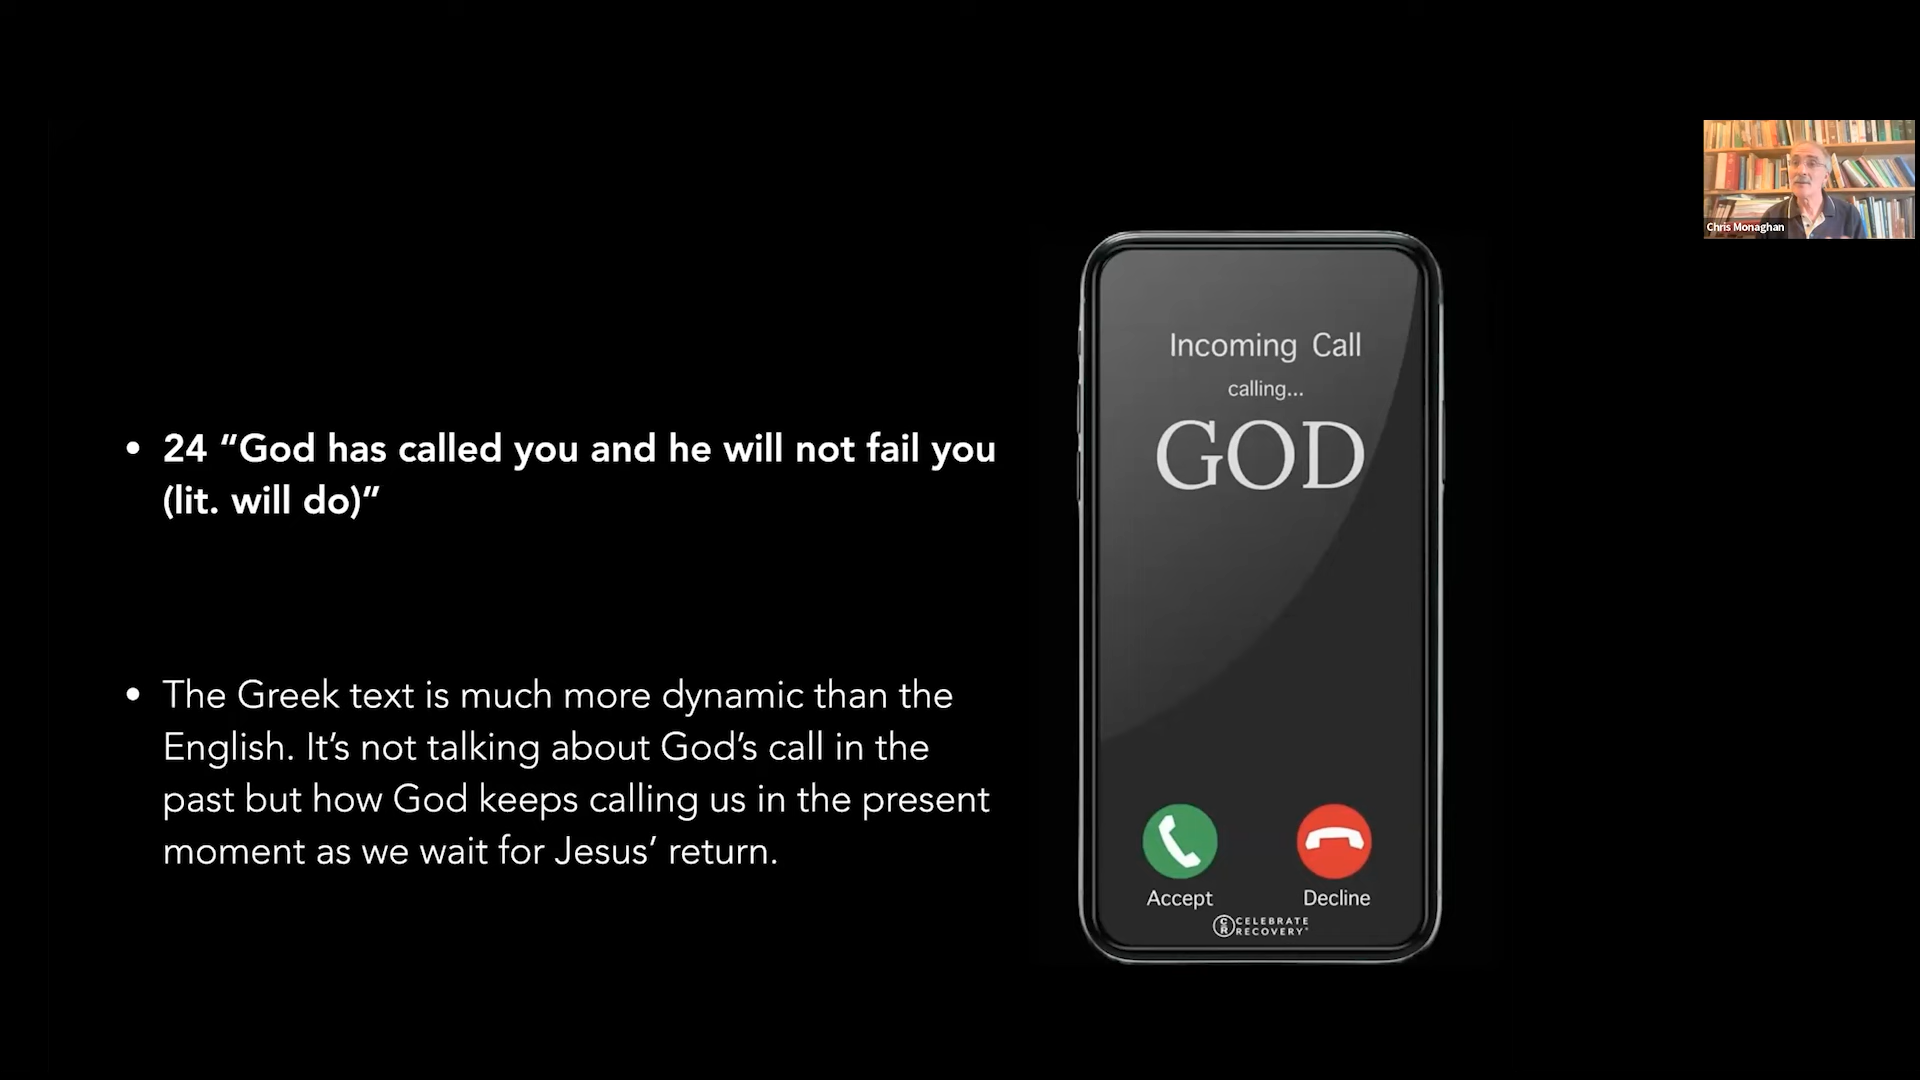 • 24 “God has called you and he will not fail you
(lit. will do)”
• The Greek text is much more dynamic than the
English. It’s not talking about God’s call in the
past but how God keeps calling us in the present
moment as we wait for Jesus’ return.
Incoming Call
calling...
GOD
Accept
Decline
CR
CELEBRATE
RECOVERY®
Chris Monaghan